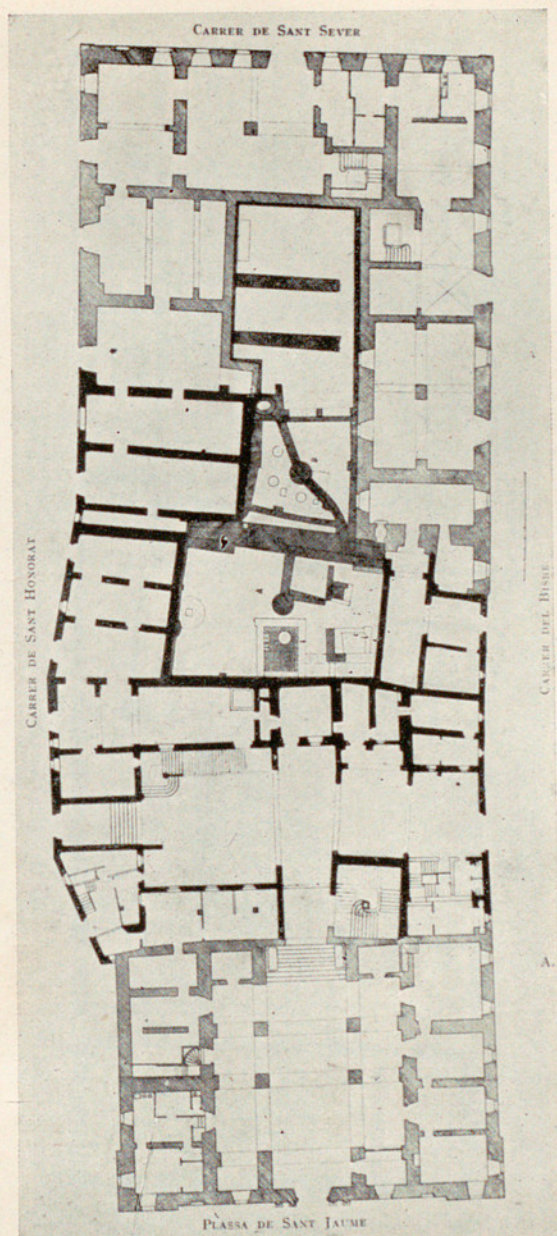 CARRER DE SANT SEVER
CARRER DE SANT HONORAT
CARRER DEL BISBE
A.
PLASSA DE SANT JAUME